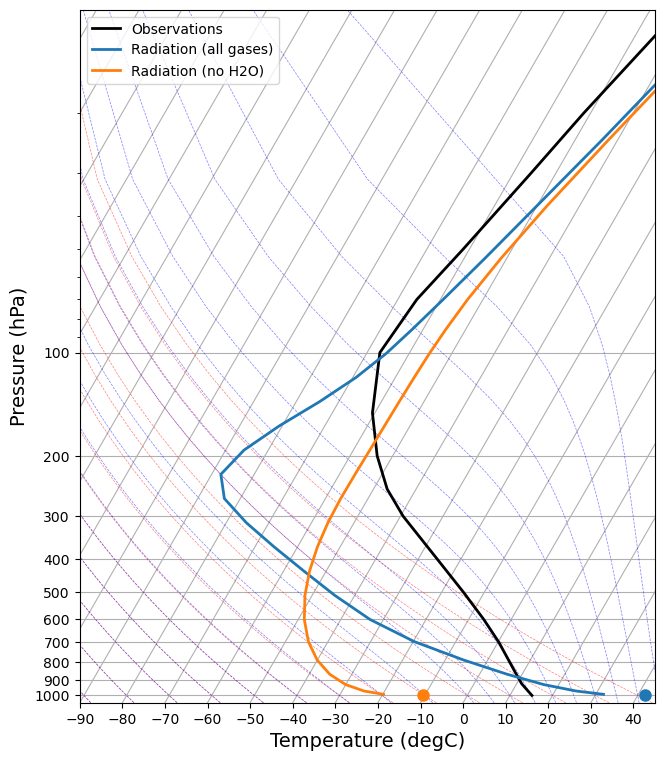 Observations
Radiation (all gases)
Radiation (no H2O)
Pressure (hPa)
100
200
300
400
500
600
700
800
900
1000
−90 −80 −70 −60 −50 −40 −30 −20 −10 0 10 20 30 40
Temperature (degC)